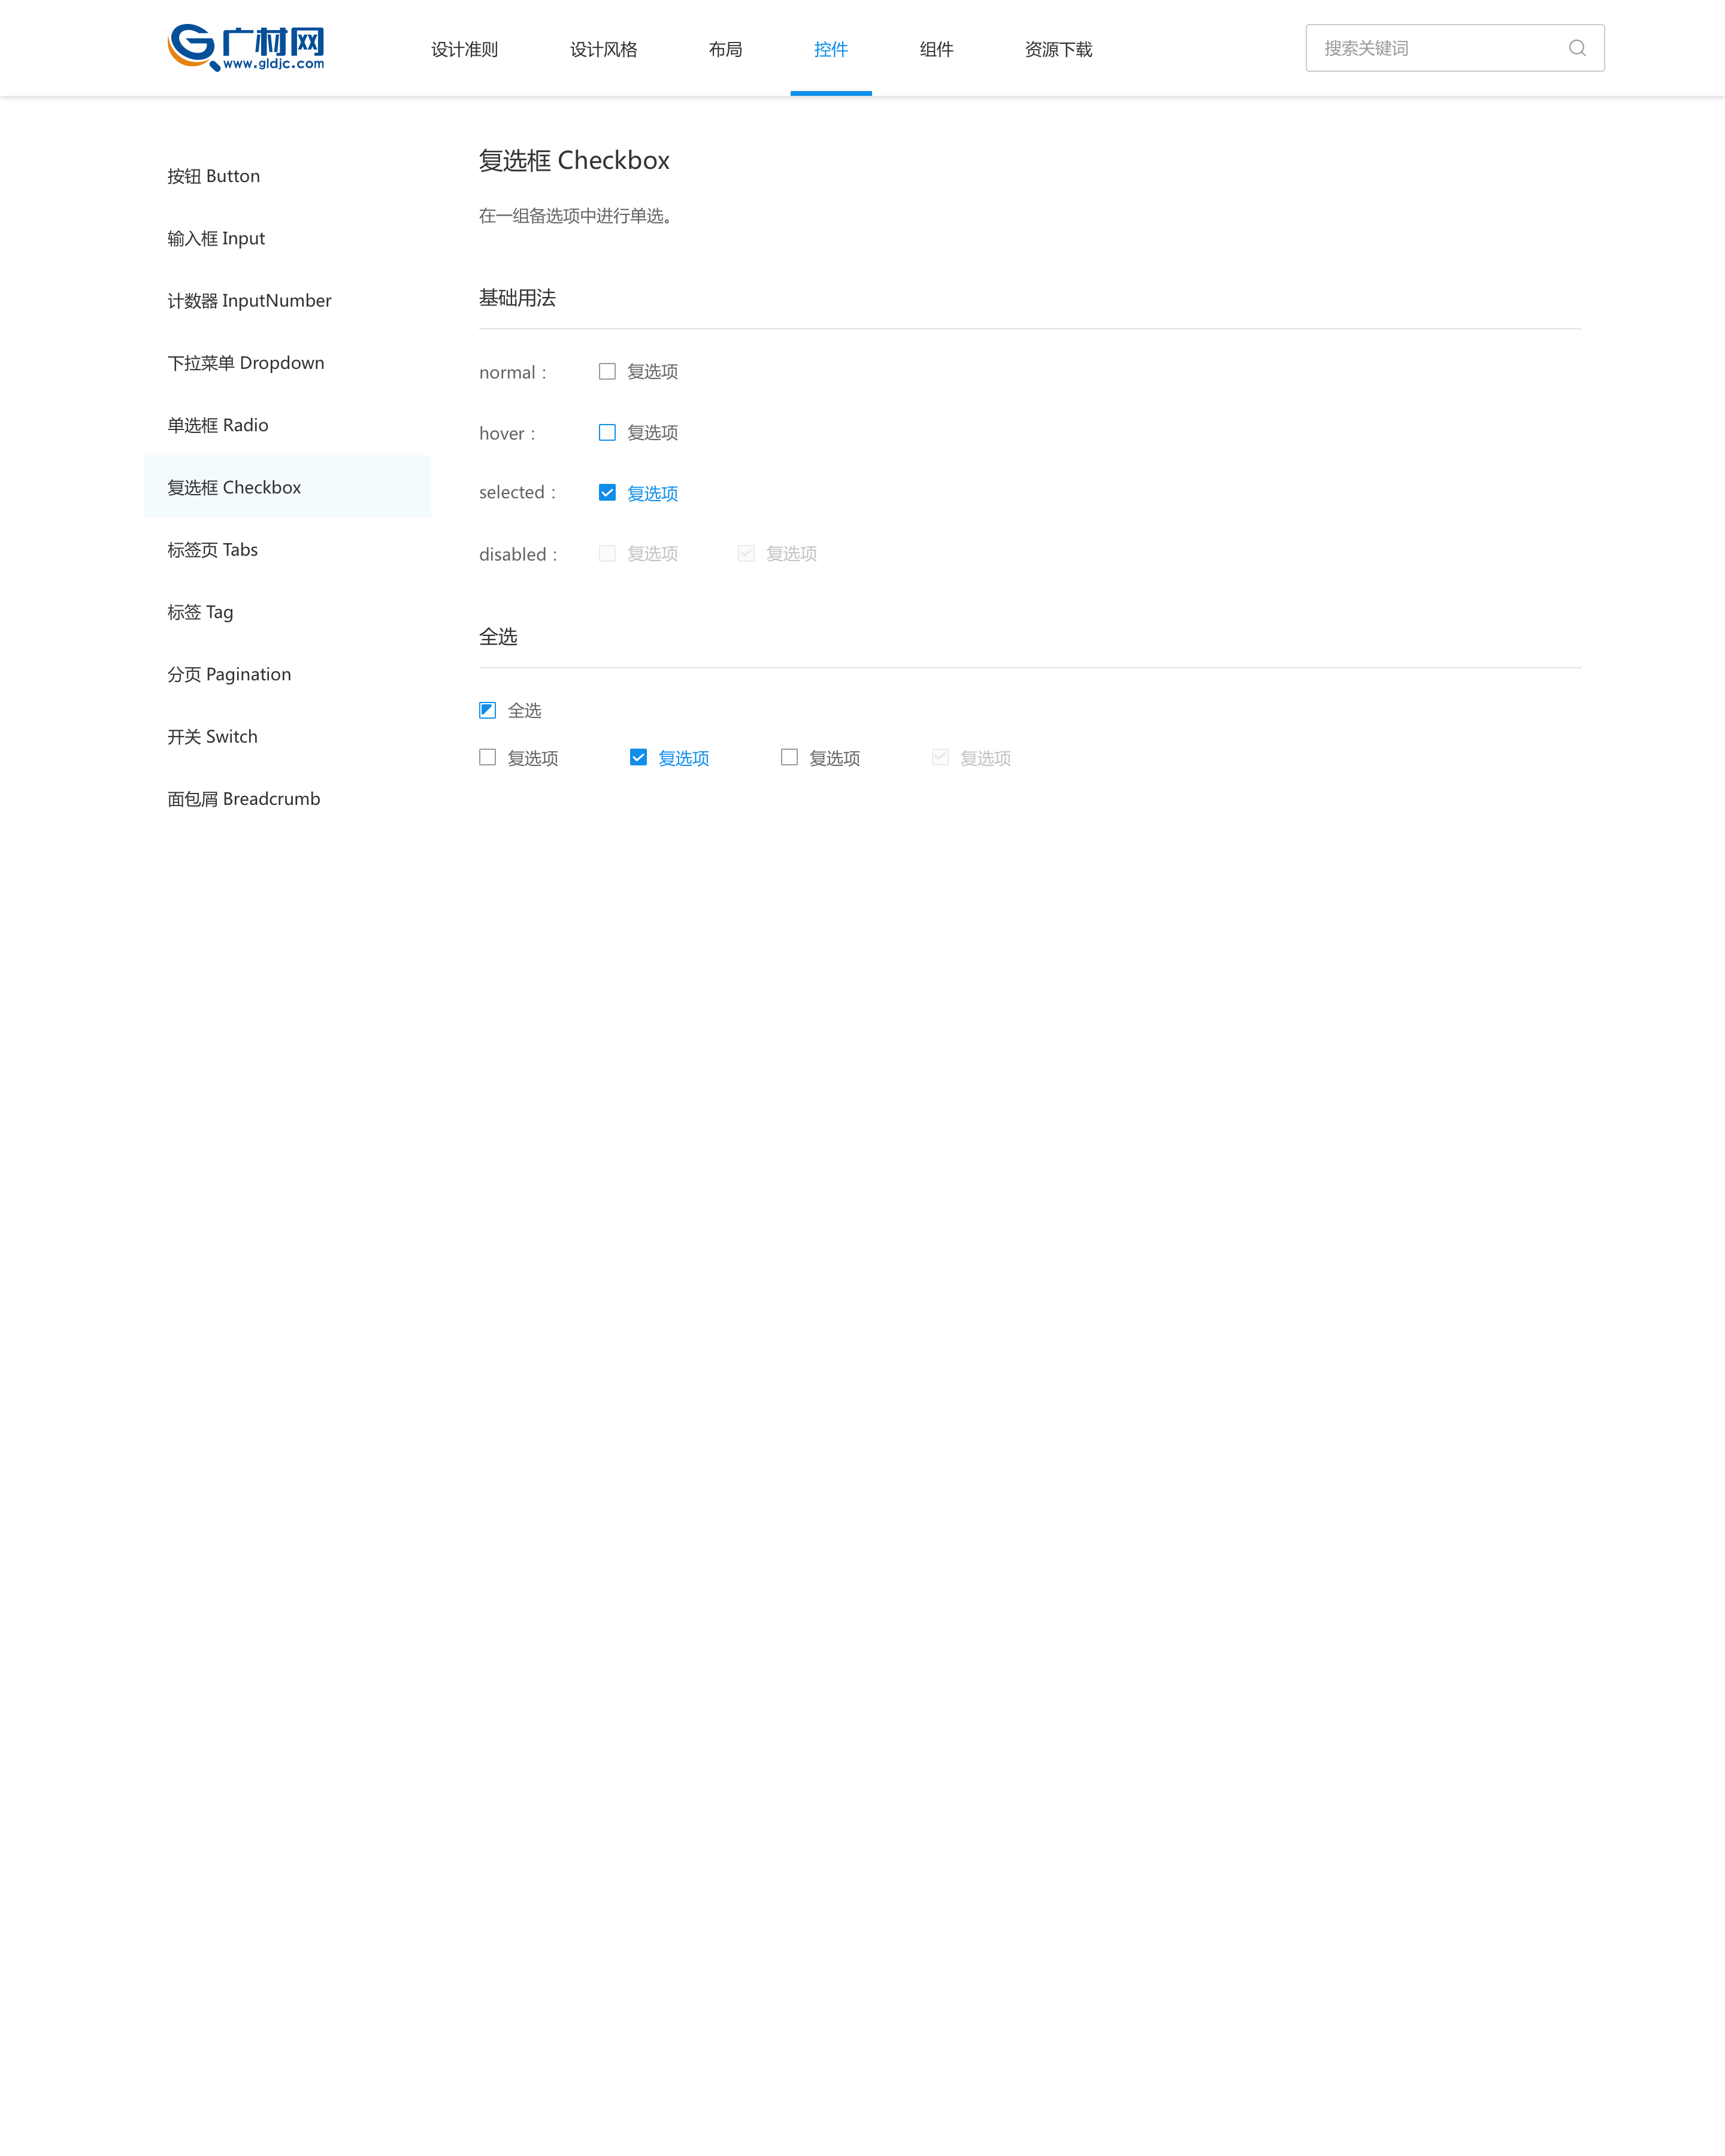 广材网
www.gldjc.com
设计准则 设计风格 布局 控件 组件 资源下载 搜索关键词
按钮 Button
输入框 Input
计数器 InputNumber
下拉菜单 Dropdown
单选框 Radio
复选框 Checkbox
标签页 Tabs
标签 Tag
分页 Pagination
开关 Switch
面包屑 Breadcrumb
复选框 Checkbox
在一组备选项中进行单选。
基础用法
normal： 复选项
hover： 复选项
selected： 复选项
disabled： 复选项 复选项
全选
全选
复选项 复选项 复选项 复选项